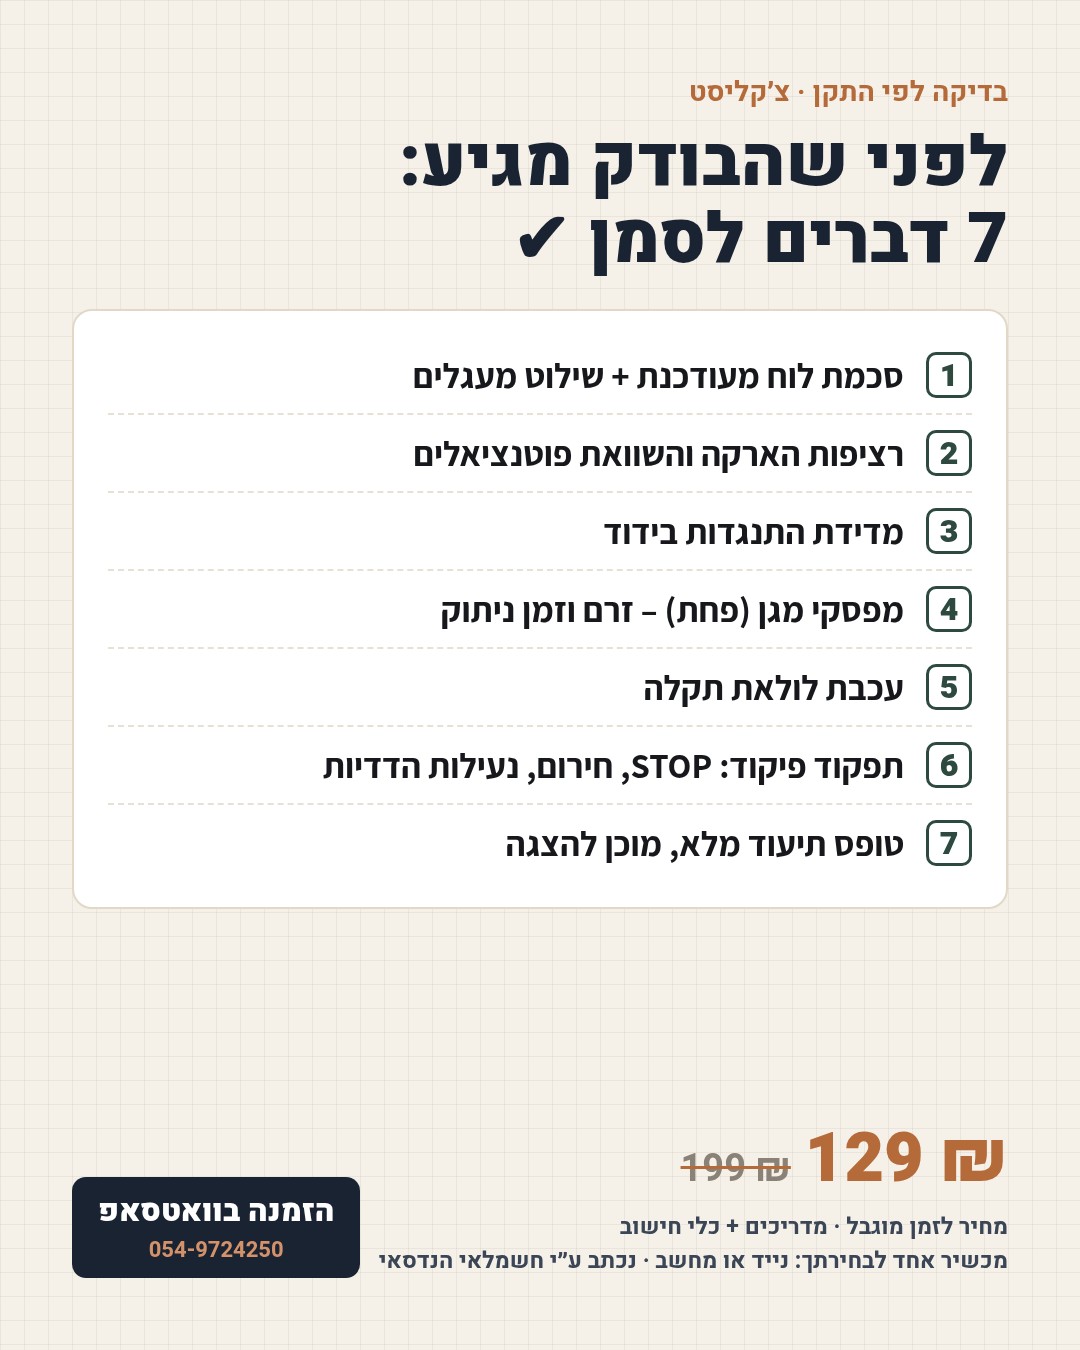 בדיקה לפי התקן · צ׳קליסט
לפני שהבודק מגיע:
7 דברים לסמן ✔
1 סכמת לוח מעודכנת + שילוט מעגלים
2 רציפות הארקה והשוואת פוטנציאלים
3 מדידת התנגדות בידוד
4 מפסקי מגן (פחת) – זרם וזמן ניתוק
5 עכבת לולאת תקלה
6 תפקוד פיקוד: STOP, חירום, נעילות הדדיות
7 טופס תיעוד מלא, מוכן להצגה
129 ₪ 199 ₪
מחיר לזמן מוגבל · מדריכים + כלי חישוב
מכשיר אחד לבחירתך: נייד או מחשב · נכתב ע״י חשמלאי הנדסאי
הזמנה בוואטסאפ
054-9724250